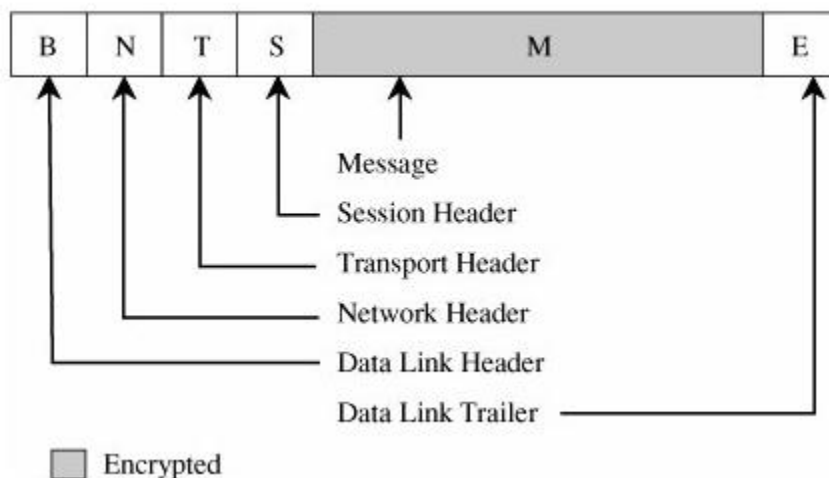 B N T S M E
Message
Session Header
Transport Header
Network Header
Data Link Header
Data Link Trailer
Encrypted